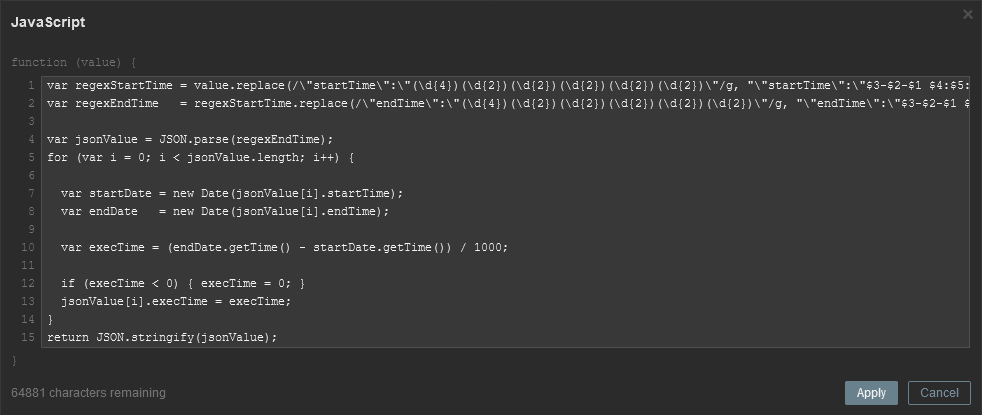 JavaScript
function (value) {
1 var regexStartTime = value.replace(/\"startTime\":\"(\d{4})(\d{2})(\d{2})(\d{2})(\d{2})(\d{2})\"/g, "\"startTime\":\"$3-$2-$1 $4:$5:
2 var regexEndTime   = regexStartTime.replace(/\"endTime\":\"(\d{4})(\d{2})(\d{2})(\d{2})(\d{2})(\d{2})\"/g, "\"endTime\":\"$3-$2-$1 $
3
4 var jsonValue = JSON.parse(regexEndTime);
5 for (var i = 0; i < jsonValue.length; i++) {
6
7   var startDate = new Date(jsonValue[i].startTime);
8   var endDate   = new Date(jsonValue[i].endTime);
9
10   var execTime = (endDate.getTime() - startDate.getTime()) / 1000;
11
12   if (execTime < 0) { execTime = 0; }
13   jsonValue[i].execTime = execTime;
14 }
15 return JSON.stringify(jsonValue);
}
64881 characters remaining
Apply
Cancel